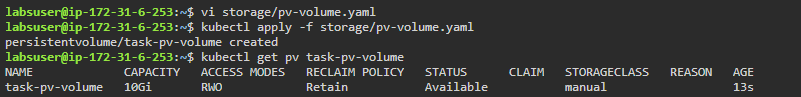 labsuser@ip-172-31-6-253:~$ vi storage/pv-volume.yaml
labsuser@ip-172-31-6-253:~$ kubectl apply -f storage/pv-volume.yaml
persistentvolume/task-pv-volume created
labsuser@ip-172-31-6-253:~$ kubectl get pv task-pv-volume
NAME             CAPACITY   ACCESS MODES   RECLAIM POLICY   STATUS      CLAIM   STORAGECLASS   REASON   AGE
task-pv-volume   10Gi       RWO            Retain           Available           manual                  13s